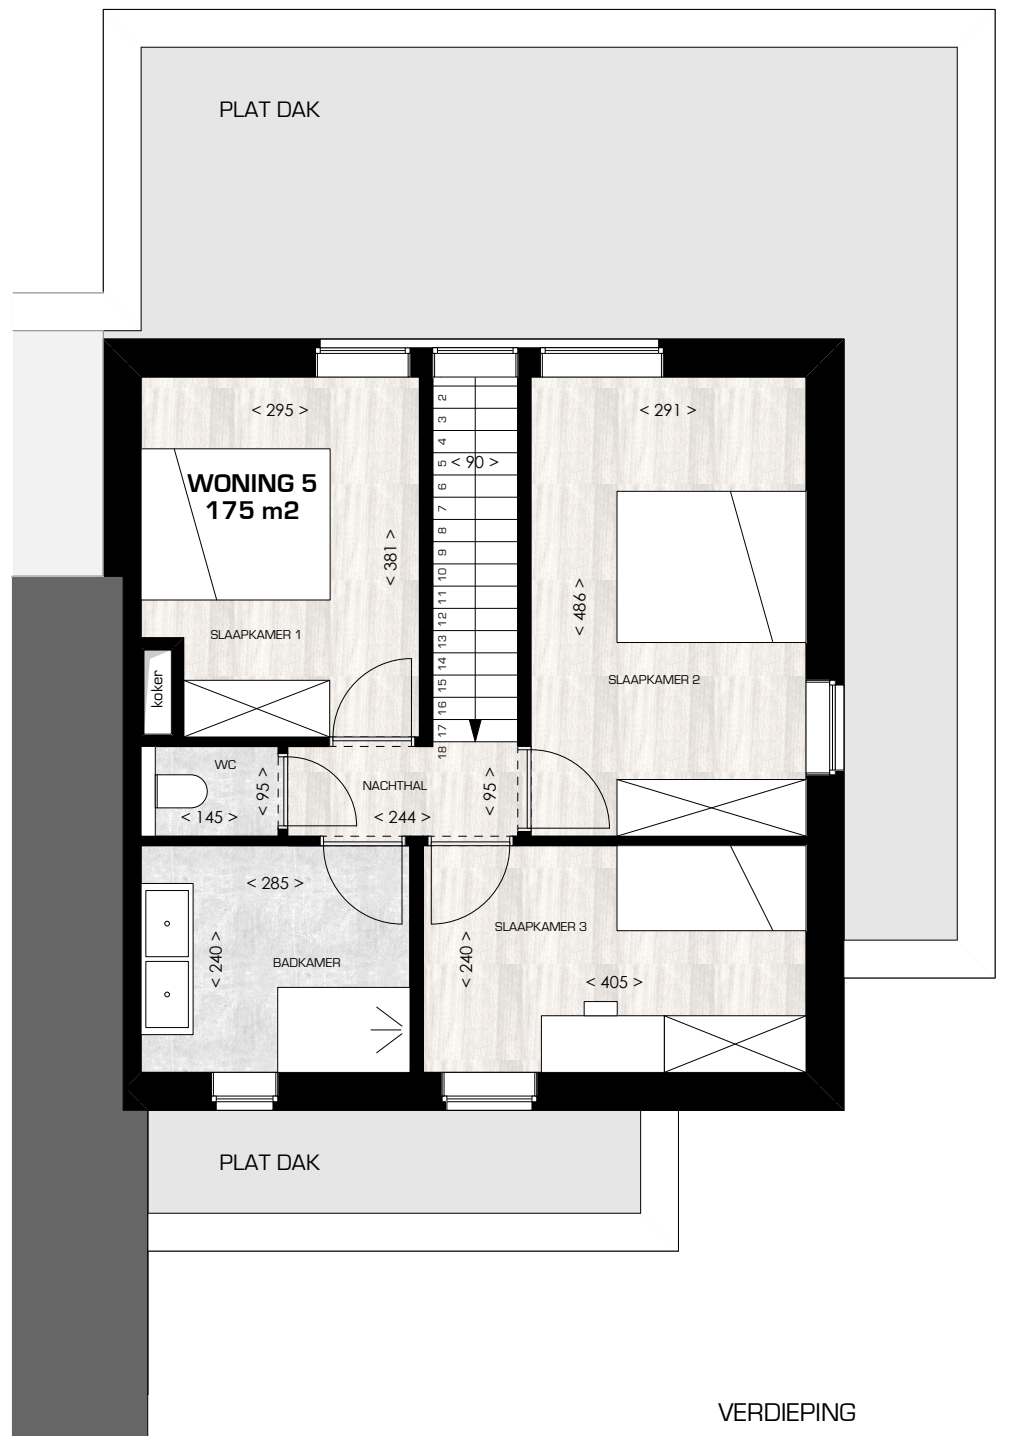 PLAT DAK
< 295 >
< 291 >
2
3
4
5
6
7
8
9
10
11
12
13
14
15
16
17
18
< 90 >
WONING 5
175 m2
< 381 >
< 486 >
SLAAPKAMER 1
SLAAPKAMER 2
koker
WC
< 95 >
< 145 >
NACHTHAL
< 244 >
< 95 >
< 285 >
< 240 >
BADKAMER
SLAAPKAMER 3
< 240 >
< 405 >
PLAT DAK
VERDIEPING